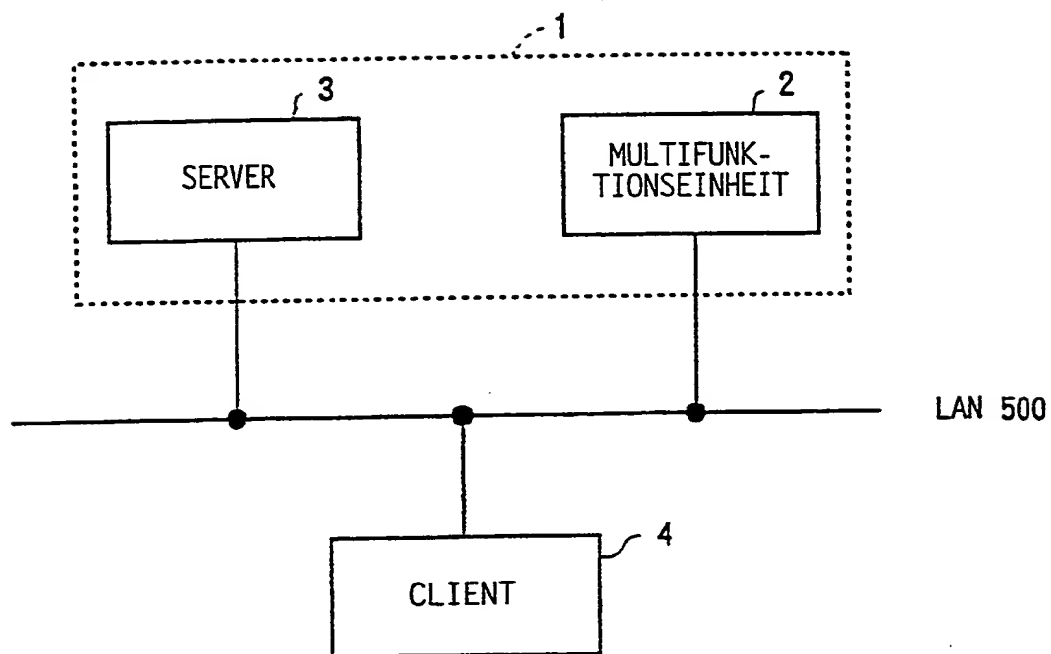 1
3
2
SERVER
MULTIFUNK-
TIONSEINHEIT
LAN 500
4
CLIENT